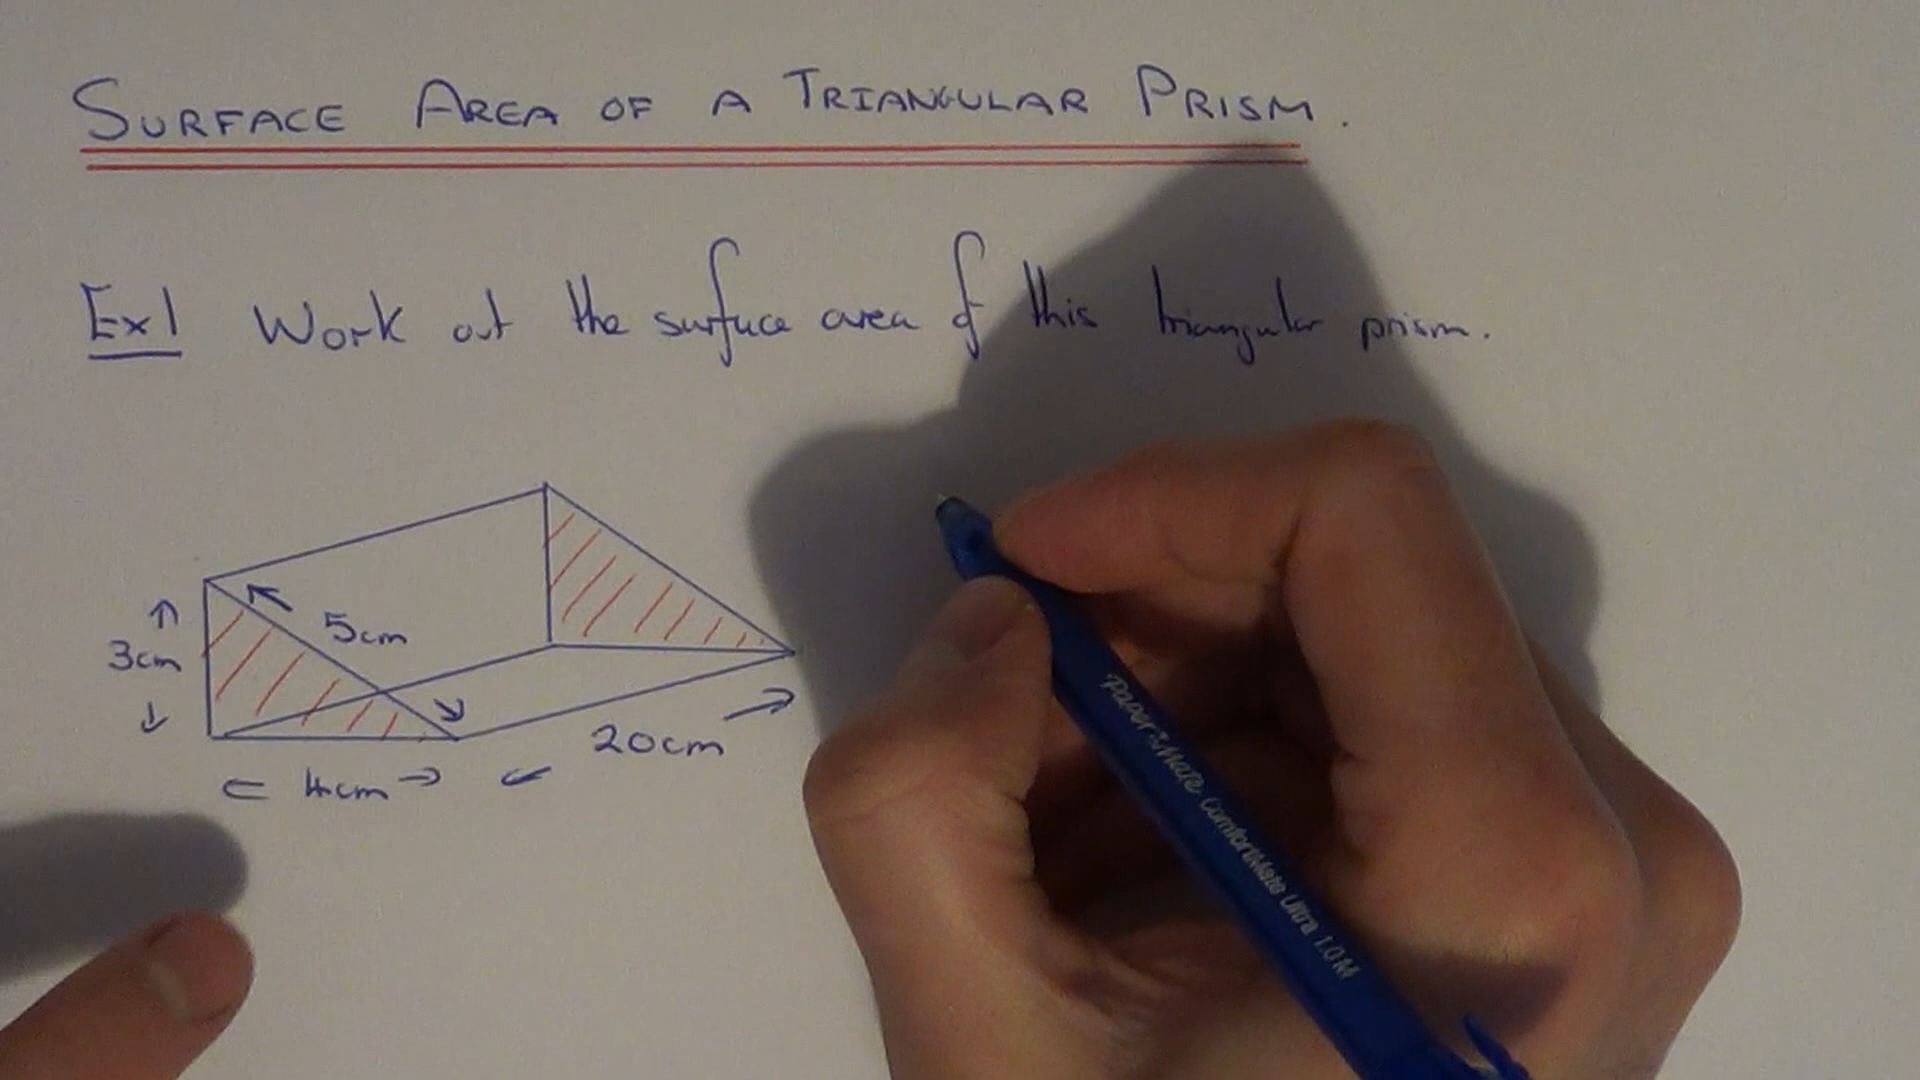 SURFACE AREA OF A TRIANGULAR PRISM.
Ex1 Work out the surface area of this triangular prism.
5cm
3cm
20cm
4cm
PaperMate ComfortMate Ultra 1.0 M